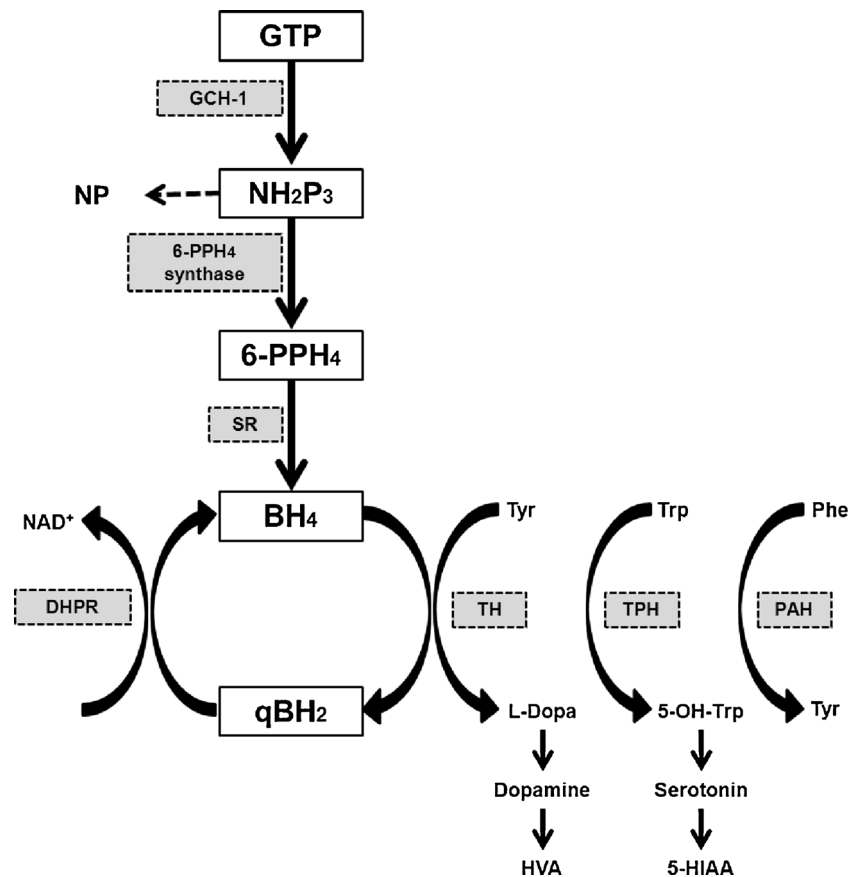 GTP
GCH-1
NP
NH₂P₃
6-PPH₄
synthase
6-PPH₄
SR
NAD⁺
BH₄
Tyr
Trp
Phe
DHPR
TH
TPH
PAH
qBH₂
L-Dopa
5-OH-Trp
Tyr
Dopamine
Serotonin
HVA
5-HIAA